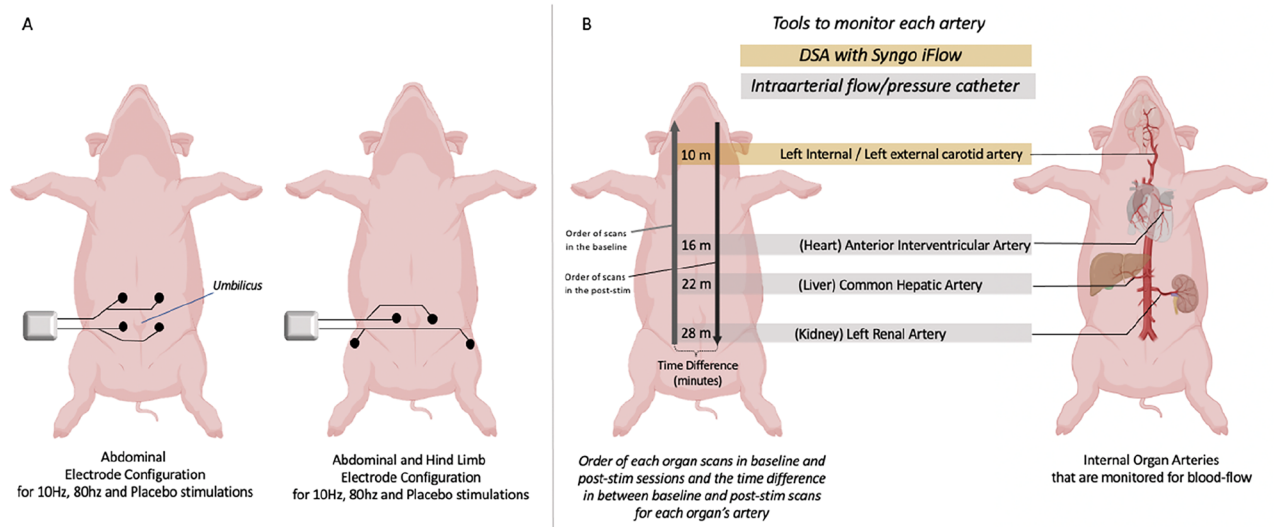 A
Umbilicus
Abdominal
Electrode Configuration
for 10Hz, 80hz and Placebo stimulations
Abdominal and Hind Limb
Electrode Configuration
for 10Hz, 80hz and Placebo stimulations
B
Tools to monitor each artery
DSA with Syngo iFlow
Intraarterial flow/pressure catheter
10 m
Left Internal / Left external carotid artery
Order of scans
in the baseline
16 m
(Heart) Anterior Interventricular Artery
Order of scans
in the post-stim
22 m
(Liver) Common Hepatic Artery
28 m
(Kidney) Left Renal Artery
Time Difference
(minutes)
Order of each organ scans in baseline and
post-stim sessions and the time difference
in between baseline and post-stim scans
for each organ's artery
Internal Organ Arteries
that are monitored for blood-flow